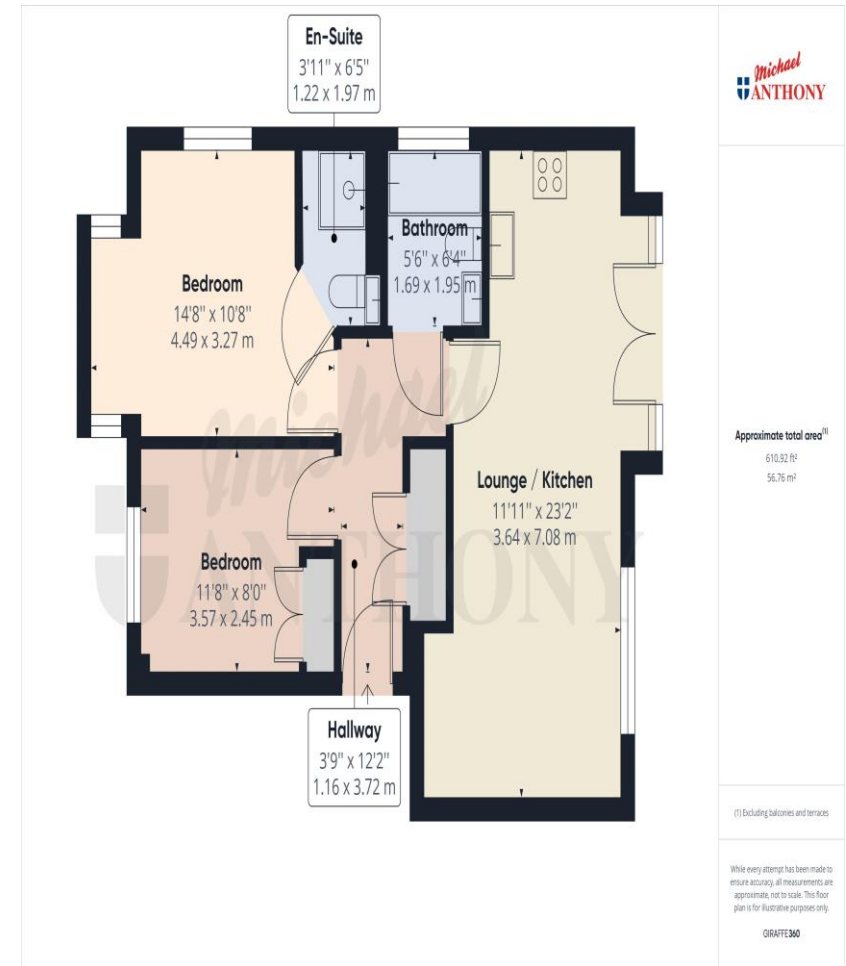 En-Suite
3'11" x 6'5"
1.22 x 1.97 m
Michael
ANTHONY
Bedroom
14'8" x 10'8"
4.49 x 3.27 m
Bathroom
5'6" x 6'4"
1.69 x 1.95 m
Lounge / Kitchen
11'11" x 23'2"
3.64 x 7.08 m
Bedroom
11'8" x 8'0"
3.57 x 2.45 m
Hallway
3'9" x 12'2"
1.16 x 3.72 m
Michael
ANTHONY
Approximate total area(1)
610.92 ft²
56.76 m²
(1) Excluding balconies and terraces
While every attempt has been made to
ensure accuracy, all measurements are
approximate, not to scale. This floor
plan is for illustrative purposes only.
GIRAFFE360